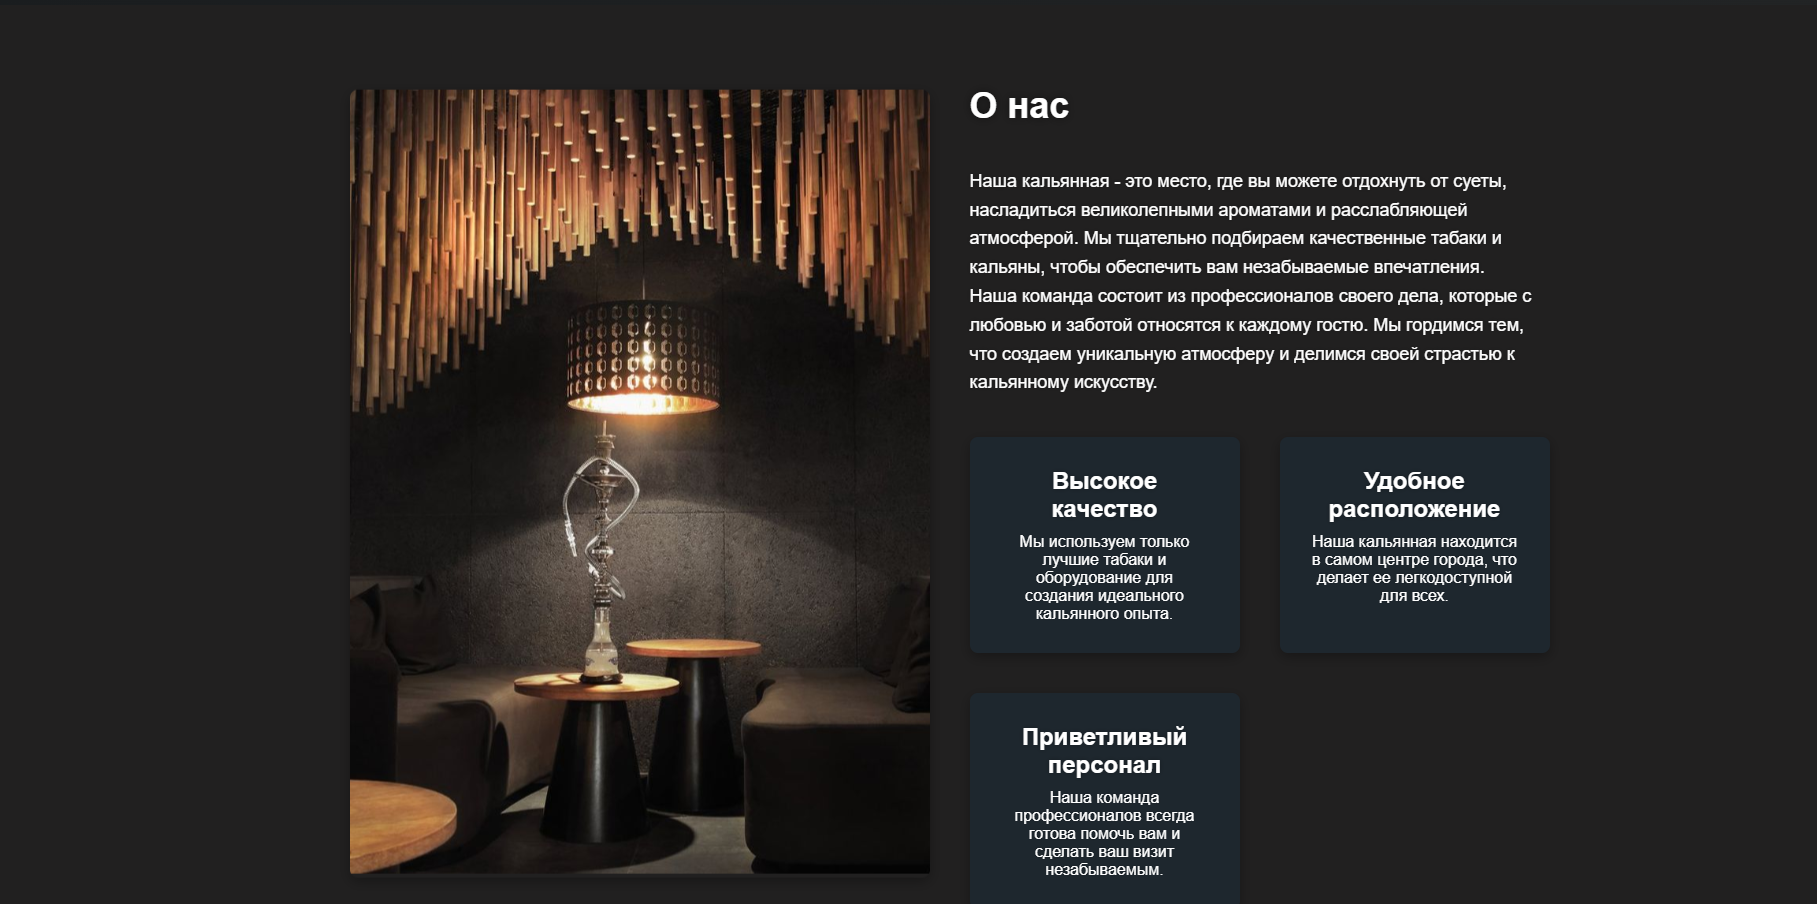 О нас
Наша кальянная - это место, где вы можете отдохнуть от суеты,
насладиться великолепными ароматами и расслабляющей
атмосферой. Мы тщательно подбираем качественные табаки и
кальяны, чтобы обеспечить вам незабываемые впечатления.
Наша команда состоит из профессионалов своего дела, которые с
любовью и заботой относятся к каждому гостю. Мы гордимся тем,
что создаем уникальную атмосферу и делимся своей страстью к
кальянному искусству.
Высокое
качество
Мы используем только
лучшие табаки и
оборудование для
создания идеального
кальянного опыта.
Удобное
расположение
Наша кальянная находится
в самом центре города, что
делает ее легкодоступной
для всех.
Приветливый
персонал
Наша команда
профессионалов всегда
готова помочь вам и
сделать ваш визит
незабываемым.